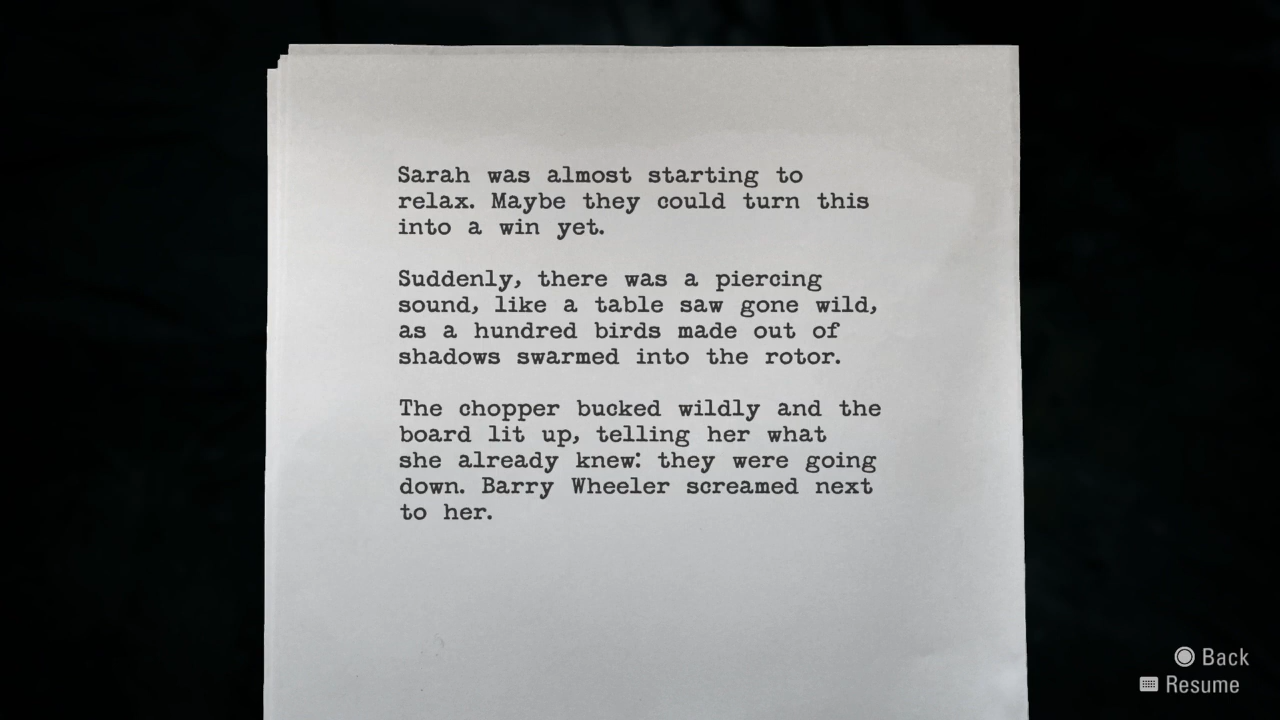 Sarah was almost starting to
relax. Maybe they could turn this
into a win yet.
Suddenly, there was a piercing
sound, like a table saw gone wild,
as a hundred birds made out of
shadows swarmed into the rotor.
The chopper bucked wildly and the
board lit up, telling her what
she already knew: they were going
down. Barry Wheeler screamed next
to her.
Back
Resume